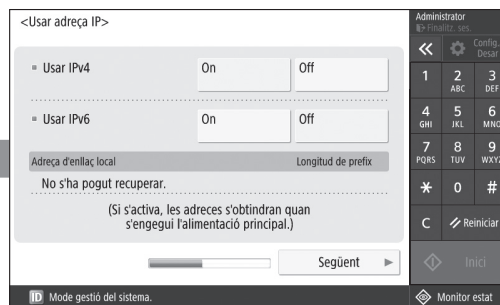 <Usar adreça IP>
Usar IPv4
On
Off
Usar IPv6
On
Off
Adreça d'enllaç local
Longitud de prefix
No s'ha pogut recuperar.
(Si s'activa, les adreces s'obtindran quan
s'engegui l'alimentació principal.)
Següent
ID Mode gestió del sistema.
Administrator
Finalitz. ses.
Config.
Desar
1
2 ABC
3 DEF
4 GHI
5 JKL
6 MNO
7 PQRS
8 TUV
9 WXYZ
*
0
#
C
Reiniciar
Inici
Monitor estat